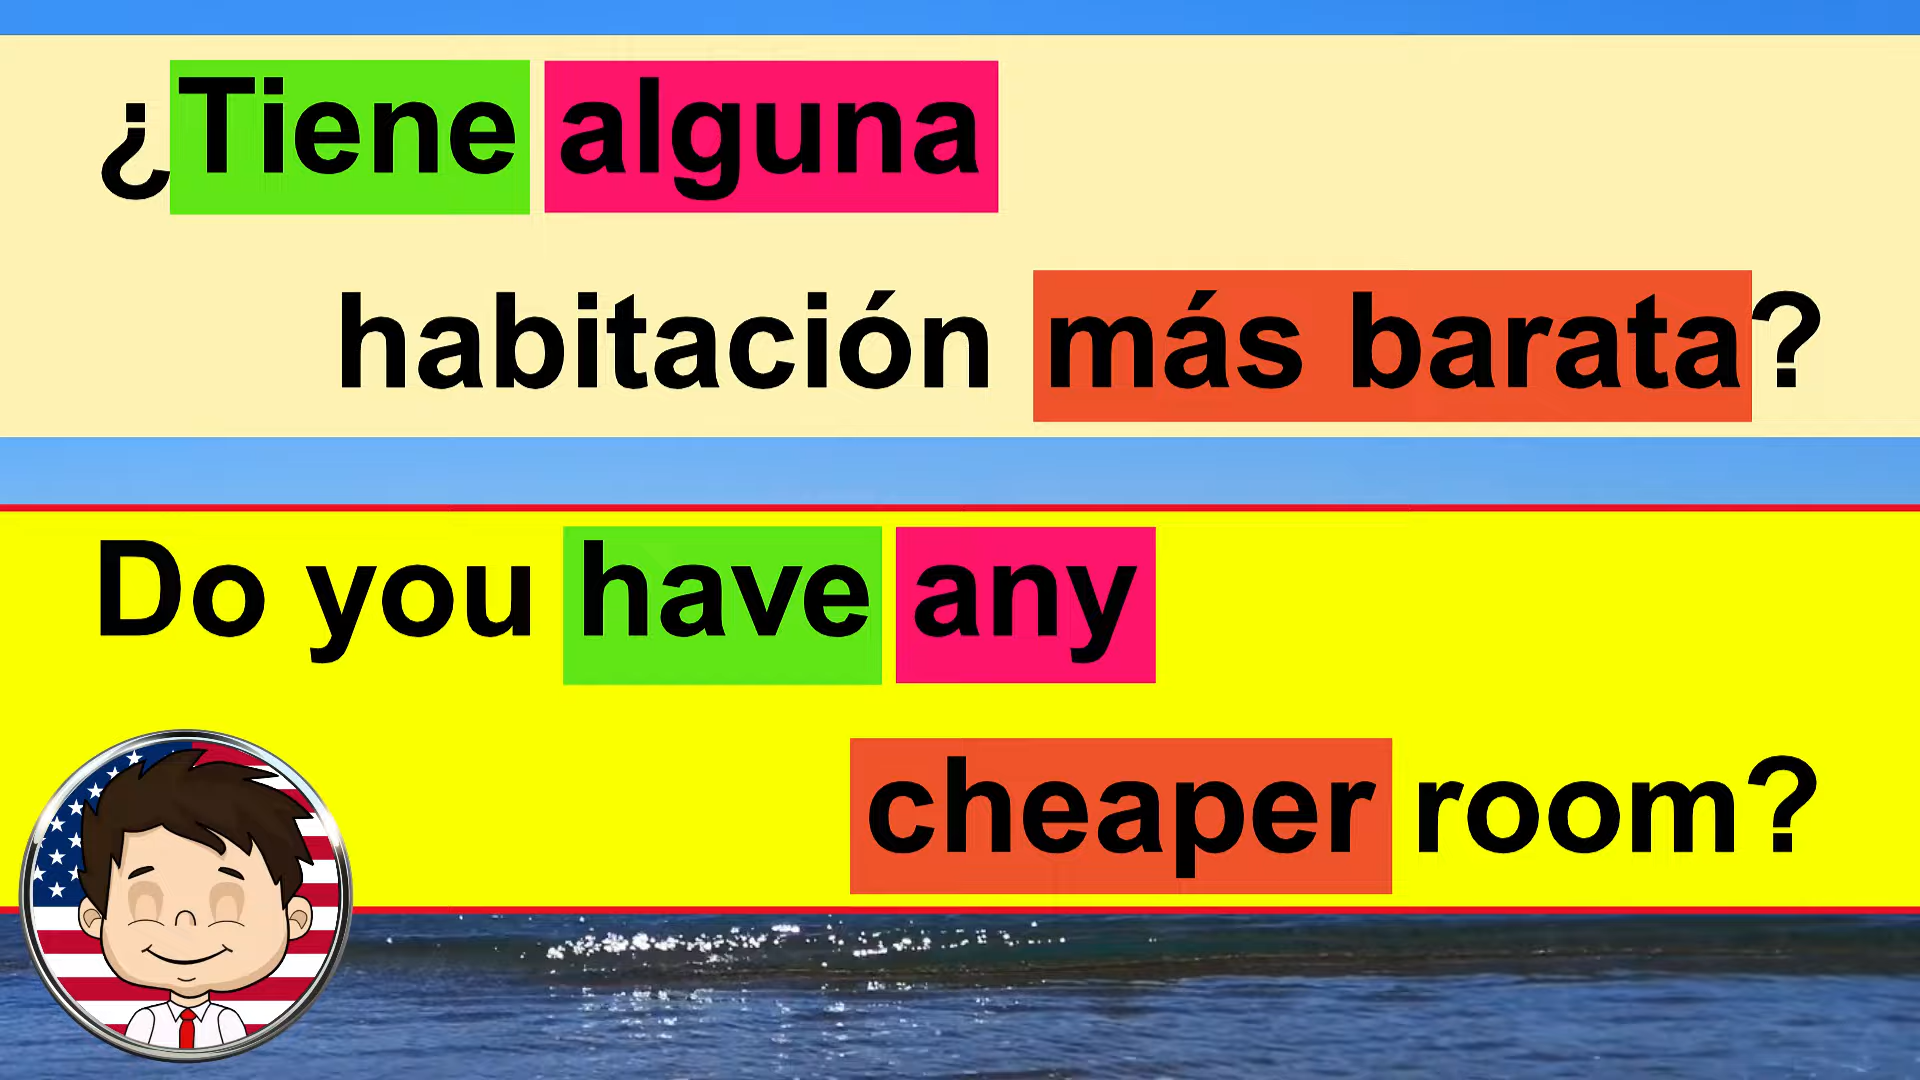 ¿Tiene alguna
habitación más barata?
Do you have any
cheaper room?